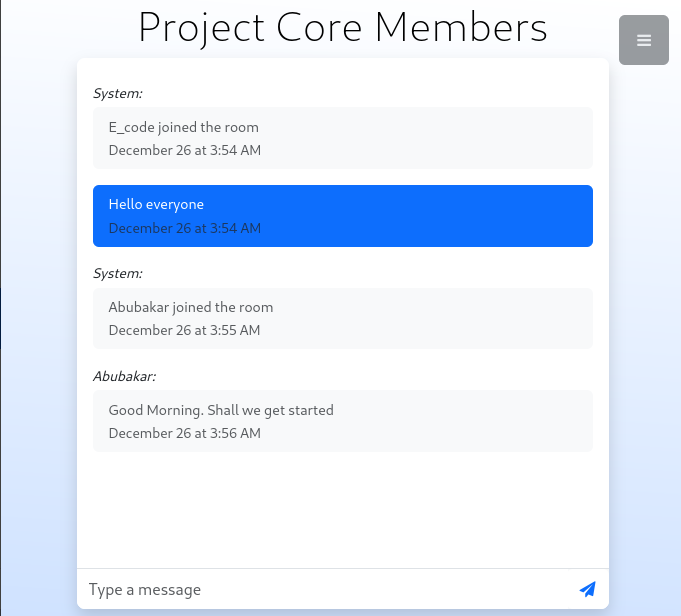 Project Core Members
System:
E_code joined the room
December 26 at 3:54 AM
Hello everyone
December 26 at 3:54 AM
System:
Abubakar joined the room
December 26 at 3:55 AM
Abubakar:
Good Morning. Shall we get started
December 26 at 3:56 AM
Type a message